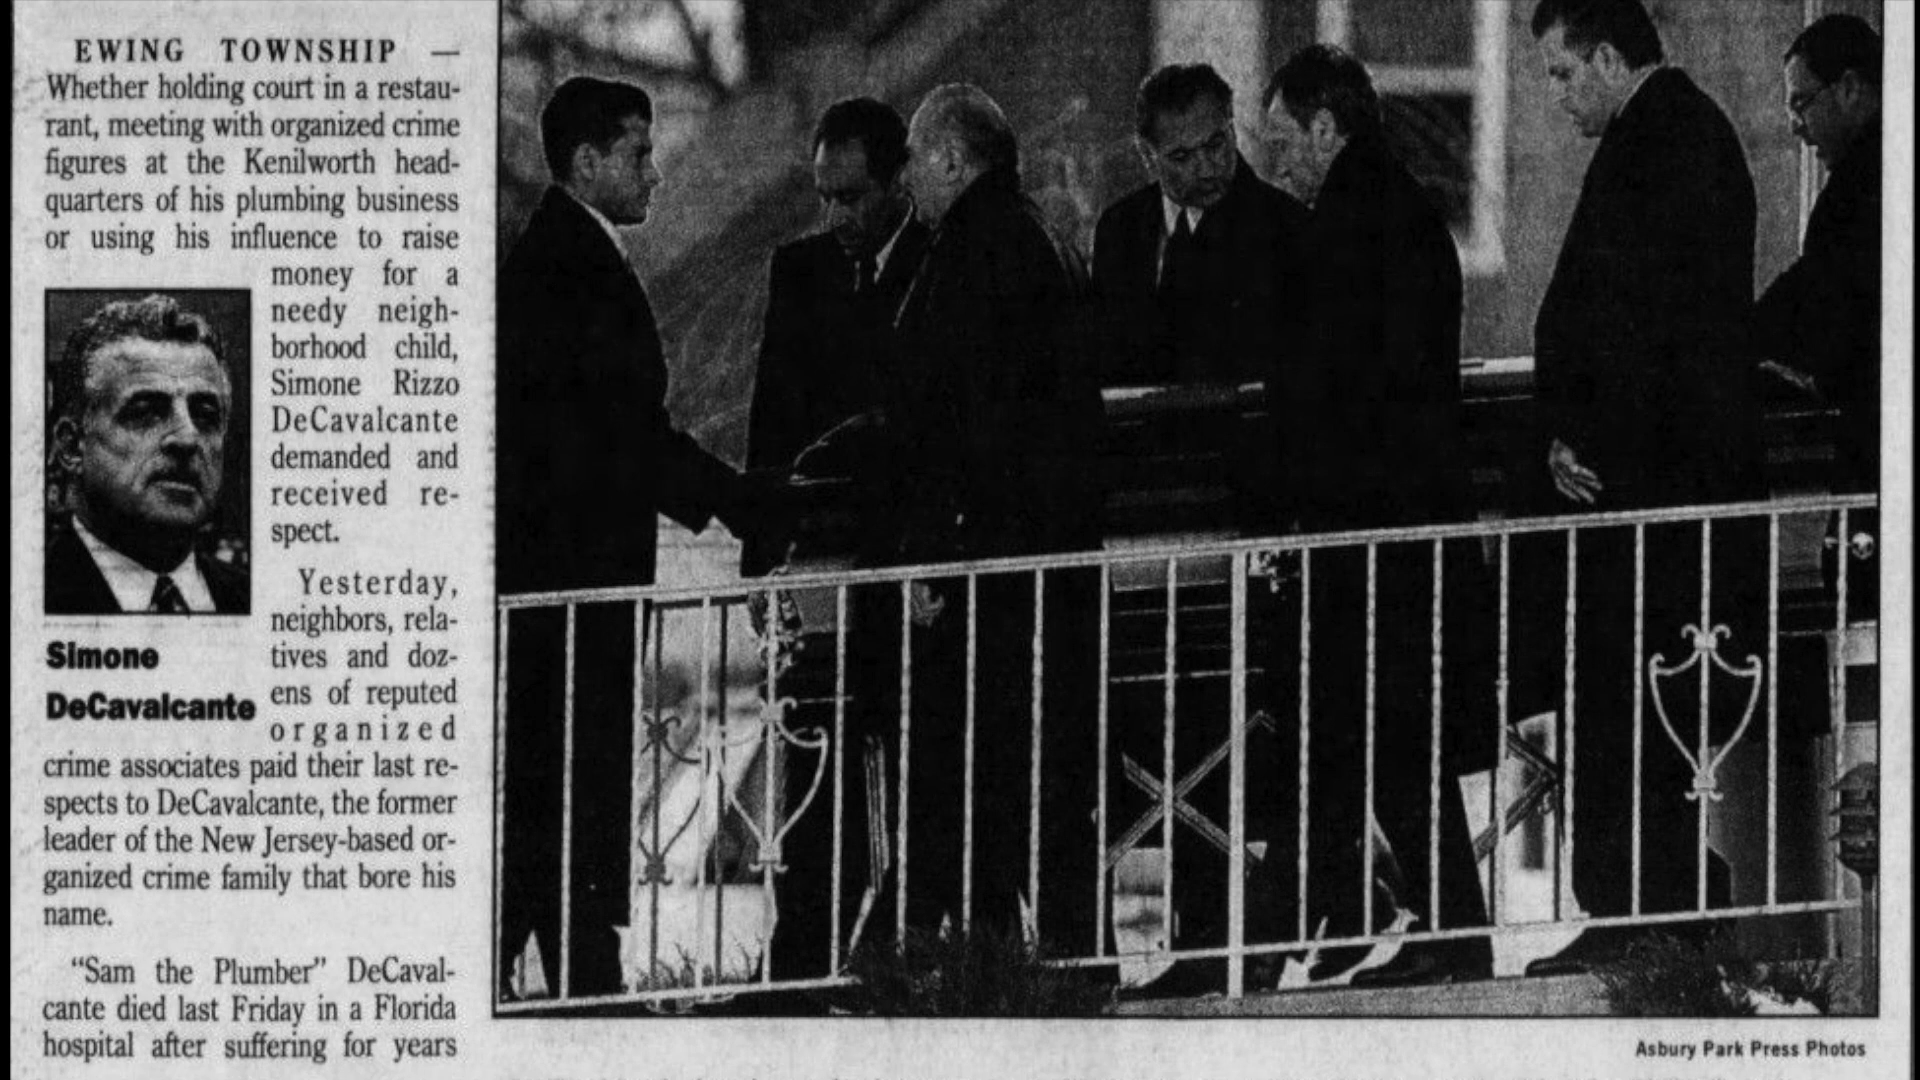 EWING TOWNSHIP —
Whether holding court in a restau-
rant, meeting with organized crime
figures at the Kenilworth head-
quarters of his plumbing business
or using his influence to raise
money for a
needy neigh-
borhood child,
Simone Rizzo
DeCavalcante
demanded and
received re-
spect.
Yesterday,
neighbors, rela-
tives and doz-
ens of reputed
organized
crime associates paid their last re-
spects to DeCavalcante, the former
leader of the New Jersey-based or-
ganized crime family that bore his
name.
“Sam the Plumber” DeCaval-
cante died last Friday in a Florida
hospital after suffering for years
Simone
DeCavalcante
Asbury Park Press Photos